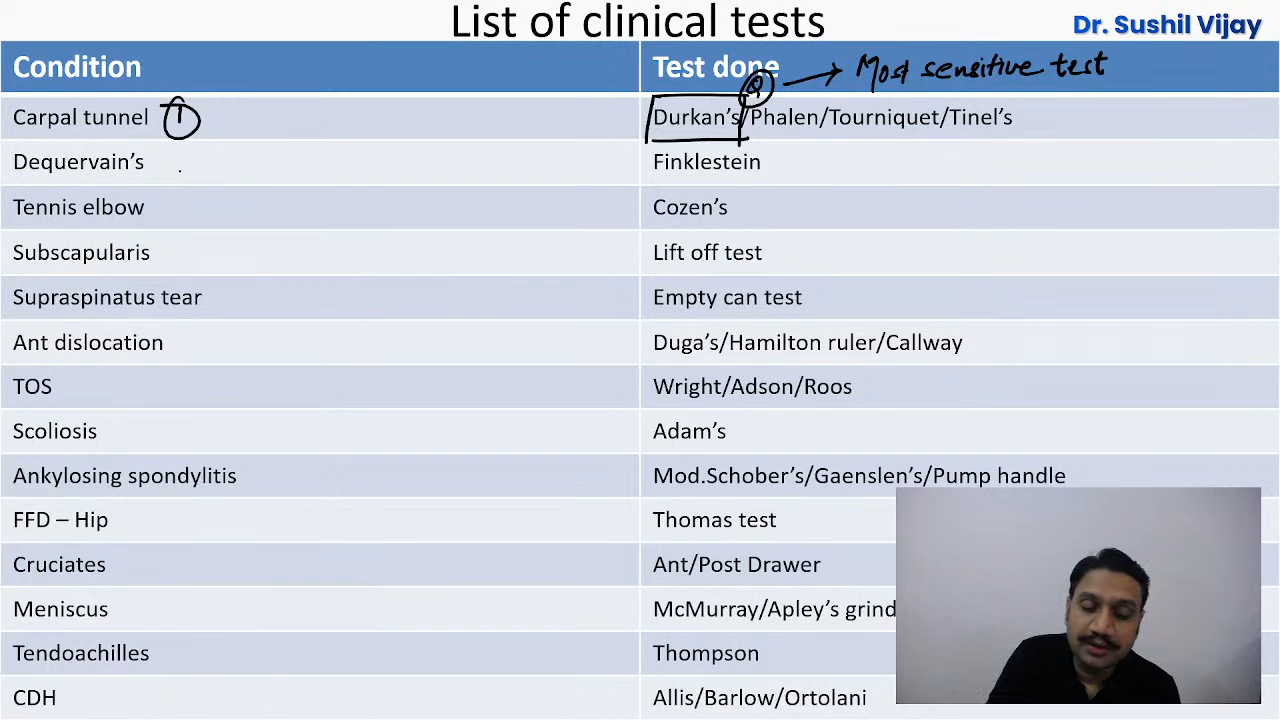 List of clinical tests
Dr. Sushil Vijay
Condition
Test done → Most sensitive test
Carpal tunnel 1
Durkan's/Phalen/Tourniquet/Tinel's
Dequervain's
Finklestein
Tennis elbow
Cozen's
Subscapularis
Lift off test
Supraspinatus tear
Empty can test
Ant dislocation
Duga's/Hamilton ruler/Callway
TOS
Wright/Adson/Roos
Scoliosis
Adam's
Ankylosing spondylitis
Mod.Schober's/Gaenslen's/Pump handle
FFD – Hip
Thomas test
Cruciates
Ant/Post Drawer
Meniscus
McMurray/Apley's grind
Tendoachilles
Thompson
CDH
Allis/Barlow/Ortolani